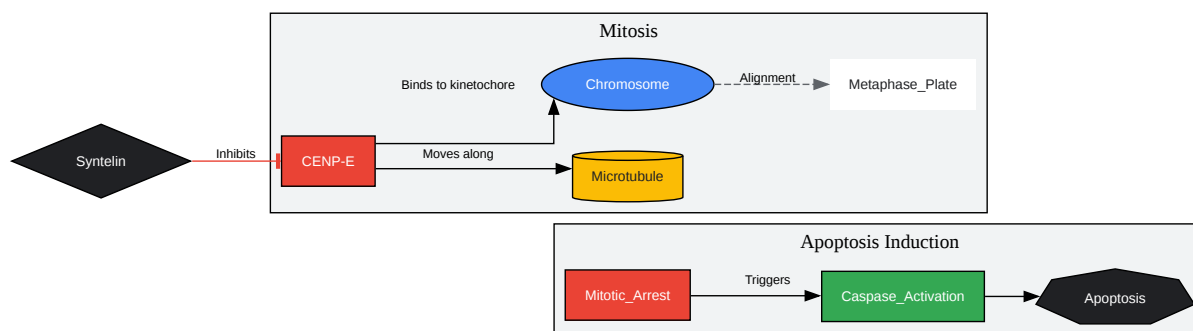 Mitosis
Binds to kinetochore
Chromosome
Alignment
Metaphase_Plate
Syntelin
Inhibits
CENP-E
Moves along
Microtubule
Apoptosis Induction
Mitotic_Arrest
Triggers
Caspase_Activation
Apoptosis